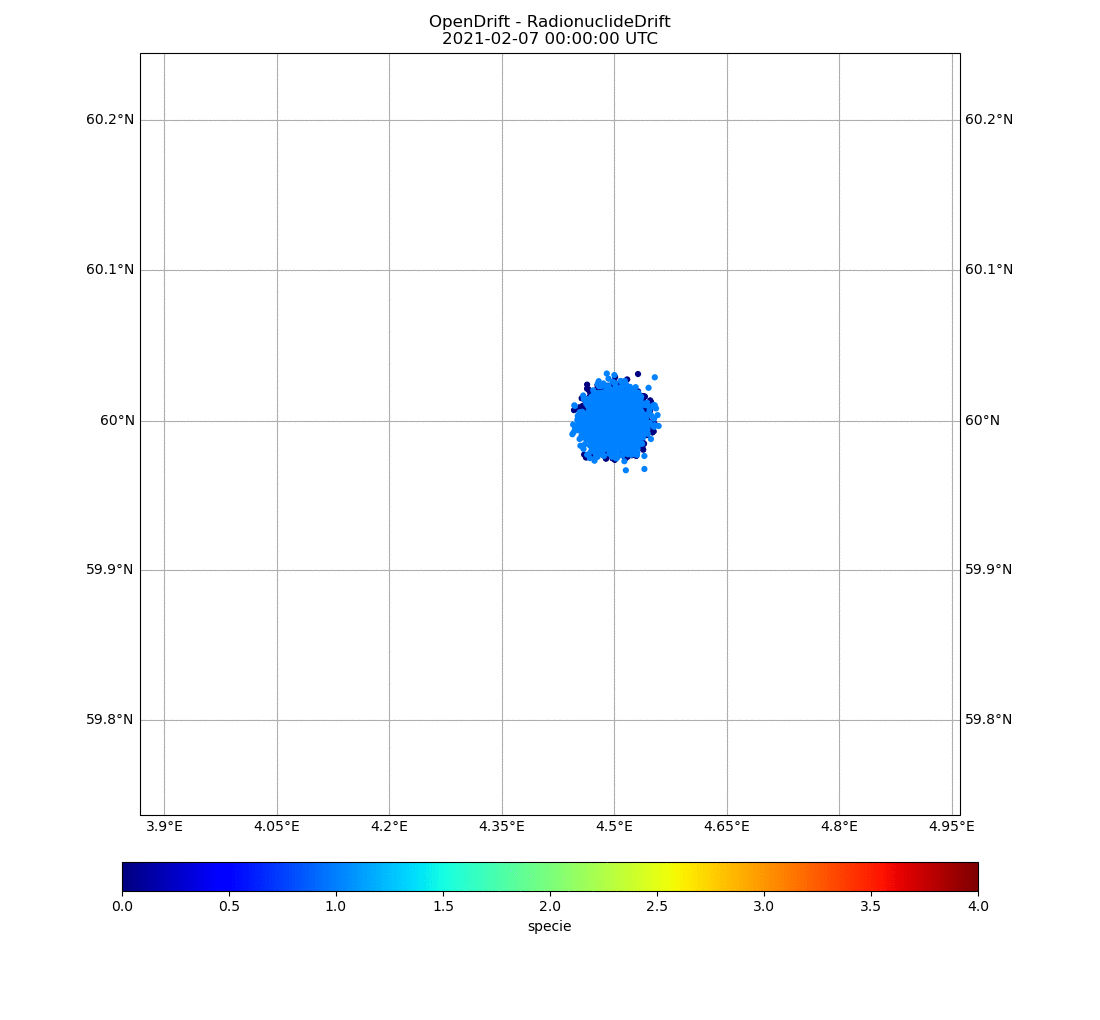 OpenDrift - RadionuclideDrift
2021-02-07 00:00:00 UTC
60.2°N 60.2°N
60.1°N 60.1°N
60°N 60°N
59.9°N 59.9°N
59.8°N 59.8°N
3.9°E 4.05°E 4.2°E 4.35°E 4.5°E 4.65°E 4.8°E 4.95°E
0.0 0.5 1.0 1.5 2.0 2.5 3.0 3.5 4.0
specie